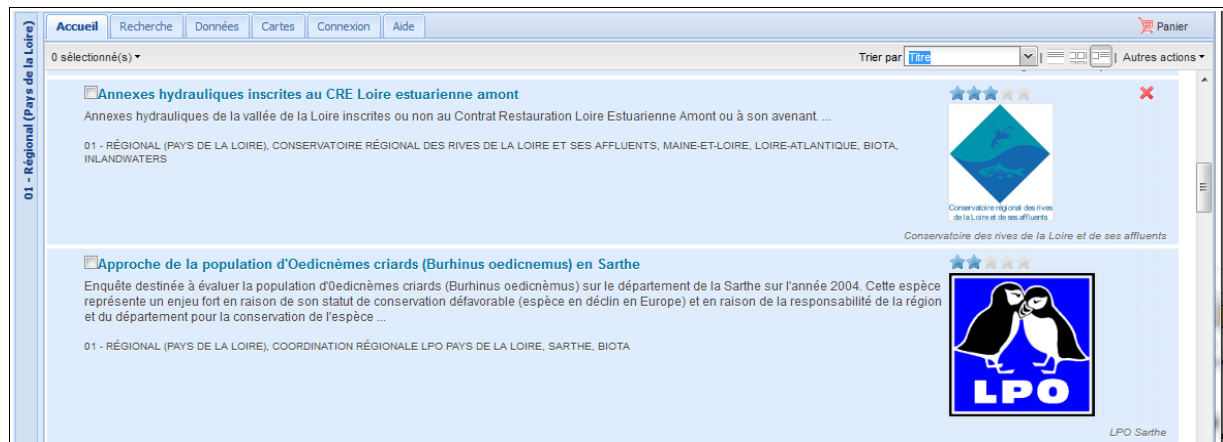 01 - Régional (Pays de la Loire)
Accueil Recherche Données Cartes Connexion Aide Panier
0 sélectionné(s) Trier par Titre Autres actions
Annexes hydrauliques inscrites au CRE Loire estuarienne amont
Annexes hydrauliques de la vallée de la Loire inscrites ou non au Contrat Restauration Loire Estuarienne Amont ou à son avenant. ...
01 - RÉGIONAL (PAYS DE LA LOIRE), CONSERVATOIRE RÉGIONAL DES RIVES DE LA LOIRE ET SES AFFLUENTS, MAINE-ET-LOIRE, LOIRE-ATLANTIQUE, BIOTA,
INLANDWATERS
Conservatoire régional des rives
de la Loire et de ses affluents
Conservatoire des rives de la Loire et de ses affluents
Approche de la population d'Oedicnèmes criards (Burhinus oedicnemus) en Sarthe
Enquête destinée à évaluer la population d'0edicnèmes criards (Burhinus oedicnèmus) sur le département de la Sarthe sur l'année 2004. Cette espèce
représente un enjeu fort en raison de son statut de conservation défavorable (espèce en déclin en Europe) et en raison de la responsabilité de la région
et du département pour la conservation de l'espèce ...
01 - RÉGIONAL (PAYS DE LA LOIRE), COORDINATION RÉGIONALE LPO PAYS DE LA LOIRE, SARTHE, BIOTA
LPO
LPO Sarthe